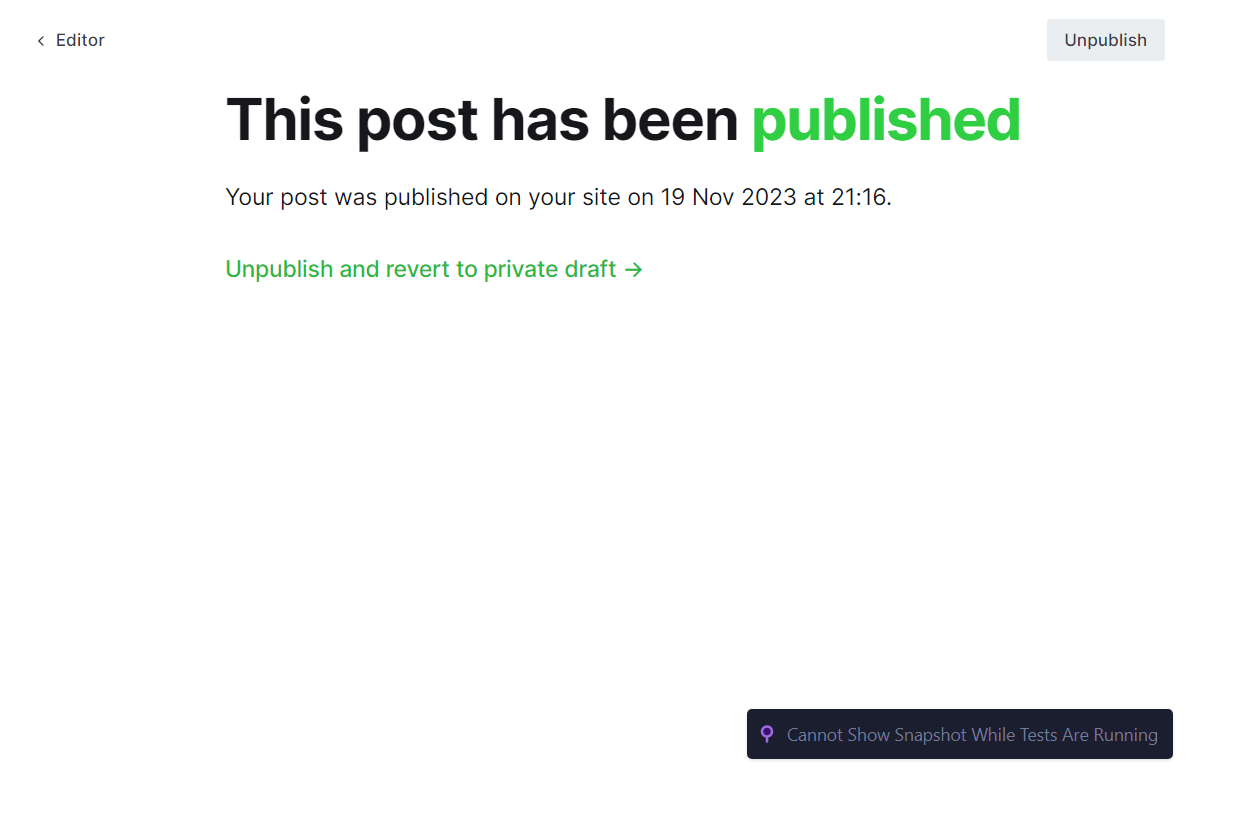 Editor
Unpublish
This post has been published
Your post was published on your site on 19 Nov 2023 at 21:16.
Unpublish and revert to private draft →
Cannot Show Snapshot While Tests Are Running